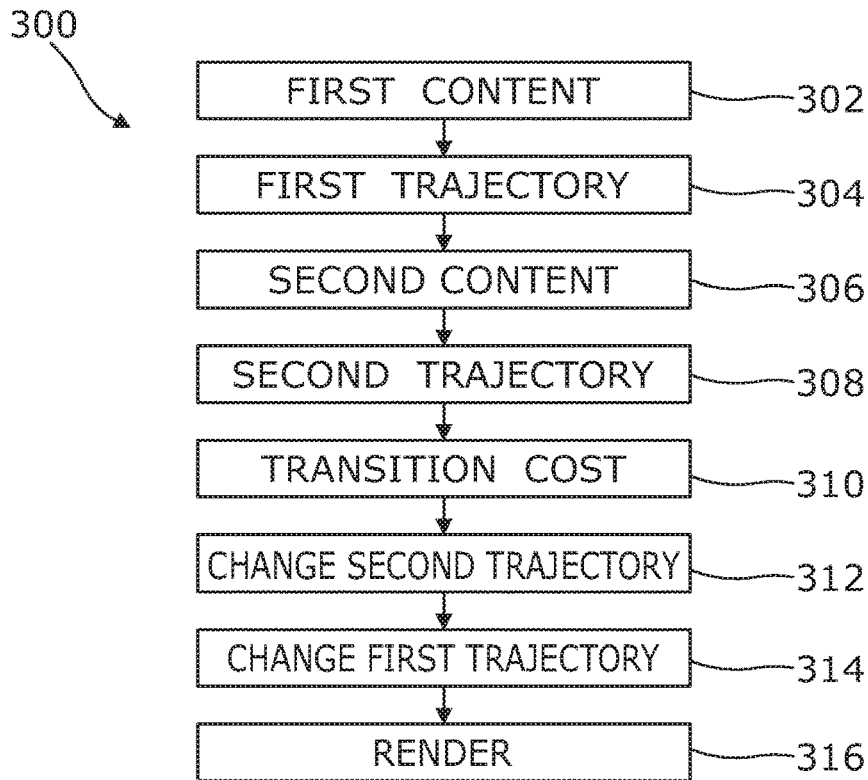 300
FIRST CONTENT 302
FIRST TRAJECTORY 304
SECOND CONTENT 306
SECOND TRAJECTORY 308
TRANSITION COST 310
CHANGE SECOND TRAJECTORY 312
CHANGE FIRST TRAJECTORY 314
RENDER 316